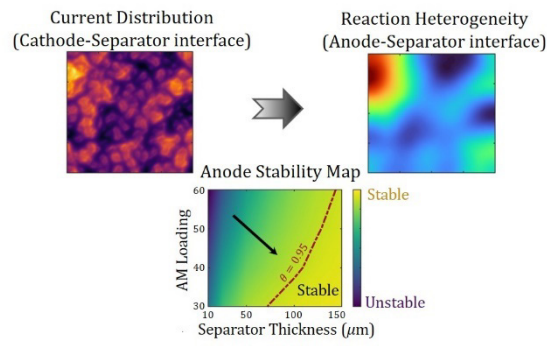 Current Distribution
(Cathode-Separator interface)
Reaction Heterogeneity
(Anode-Separator interface)
Anode Stability Map
60
50
40
30
AM Loading
θ = 0.95
Stable
10
50
100
150
Separator Thickness (μm)
Stable
Unstable